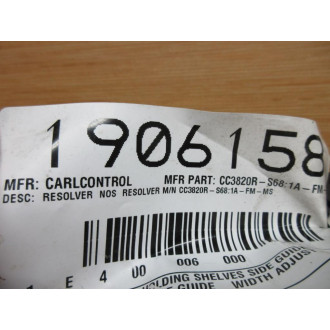 1906158
MFR: CARLCONTROL MFR PART: CC3820R-S68:1A-FM-
DESC: RESOLVER NOS RESOLVER M/N CC3820R-S68:1A-FM-MS
E 4 00 006 000
HOLDING SHELVES SIDE GUIDE
GUIDE WIDTH ADJUST